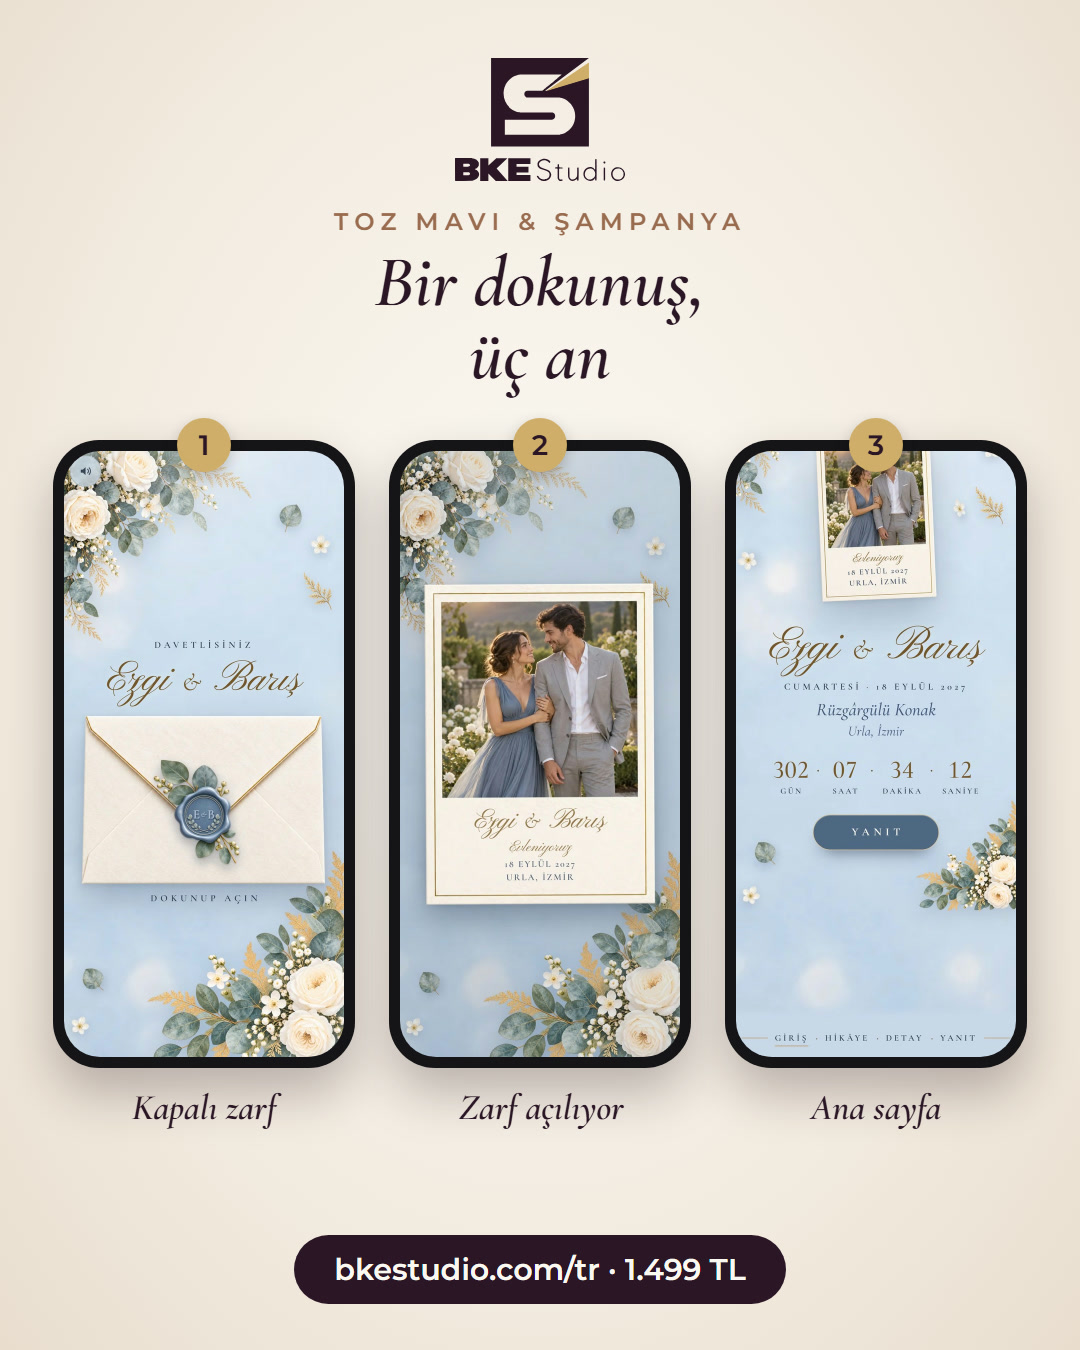 S
BKE Studio
TOZ MAVI & ŞAMPANYA
Bir dokunuş,
üç an
1
DAVETLİSİNİZ
Ezgi & Barış
E&B
DOKUNUP AÇIN
Kapalı zarf
2
Ezgi & Barış
Evleniyoruz
18 EYLÜL 2027
URLA, İZMİR
Zarf açılıyor
3
Evleniyoruz
18 EYLÜL 2027
URLA, İZMİR
Ezgi & Barış
CUMARTESİ · 18 EYLÜL 2027
Rüzgârgülü Konak
Urla, İzmir
302 · 07 · 34 · 12
GÜN SAAT DAKİKA SANİYE
YANIT
GİRİŞ · HİKÂYE · DETAY · YANIT
Ana sayfa
bkestudio.com/tr · 1.499 TL